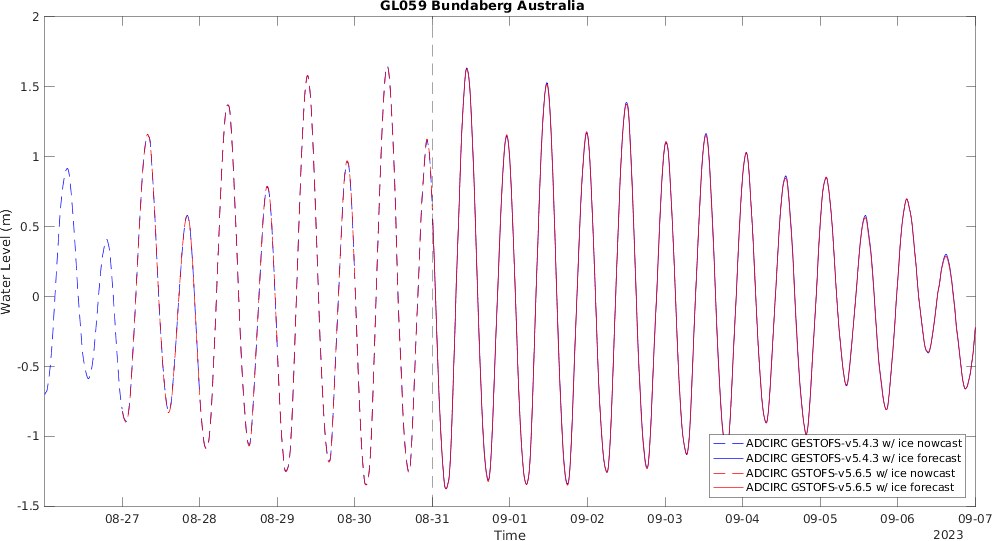 GL059 Bundaberg Australia
2
1.5
1
0.5
0
-0.5
-1
-1.5
Water Level (m)
08-27 08-28 08-29 08-30 08-31 09-01 09-02 09-03 09-04 09-05 09-06 09-07
Time
2023
ADCIRC GESTOFS-v5.4.3 w/ ice nowcast
ADCIRC GESTOFS-v5.4.3 w/ ice forecast
ADCIRC GSTOFS-v5.6.5 w/ ice nowcast
ADCIRC GSTOFS-v5.6.5 w/ ice forecast